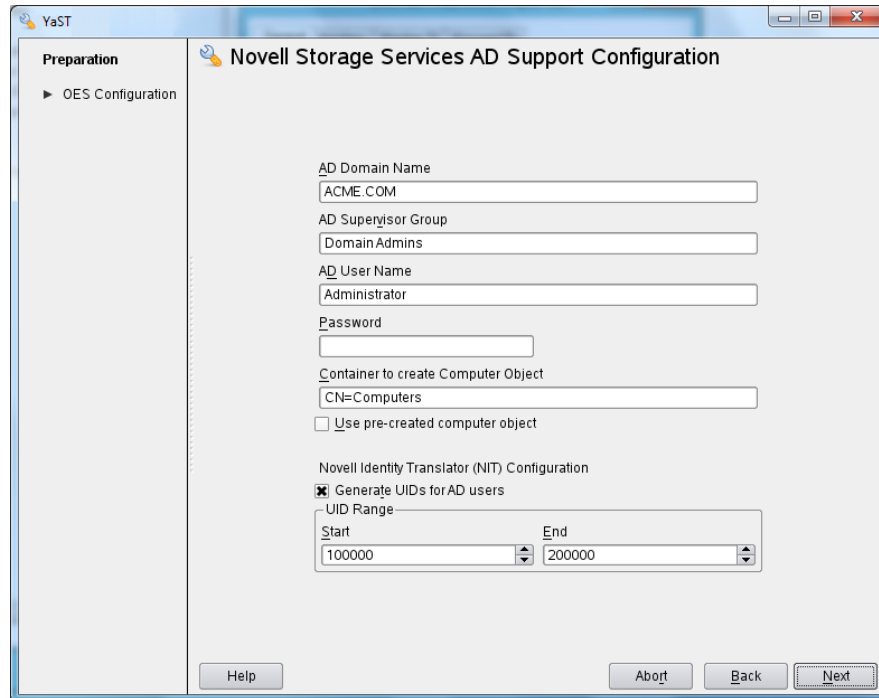 YaST
Preparation
OES Configuration
Novell Storage Services AD Support Configuration
AD Domain Name
ACME.COM
AD Supervisor Group
Domain Admins
AD User Name
Administrator
Password
Container to create Computer Object
CN=Computers
Use pre-created computer object
Novell Identity Translator (NIT) Configuration
Generate UIDs for AD users
UID Range
Start End
100000 200000
Help Abort Back Next